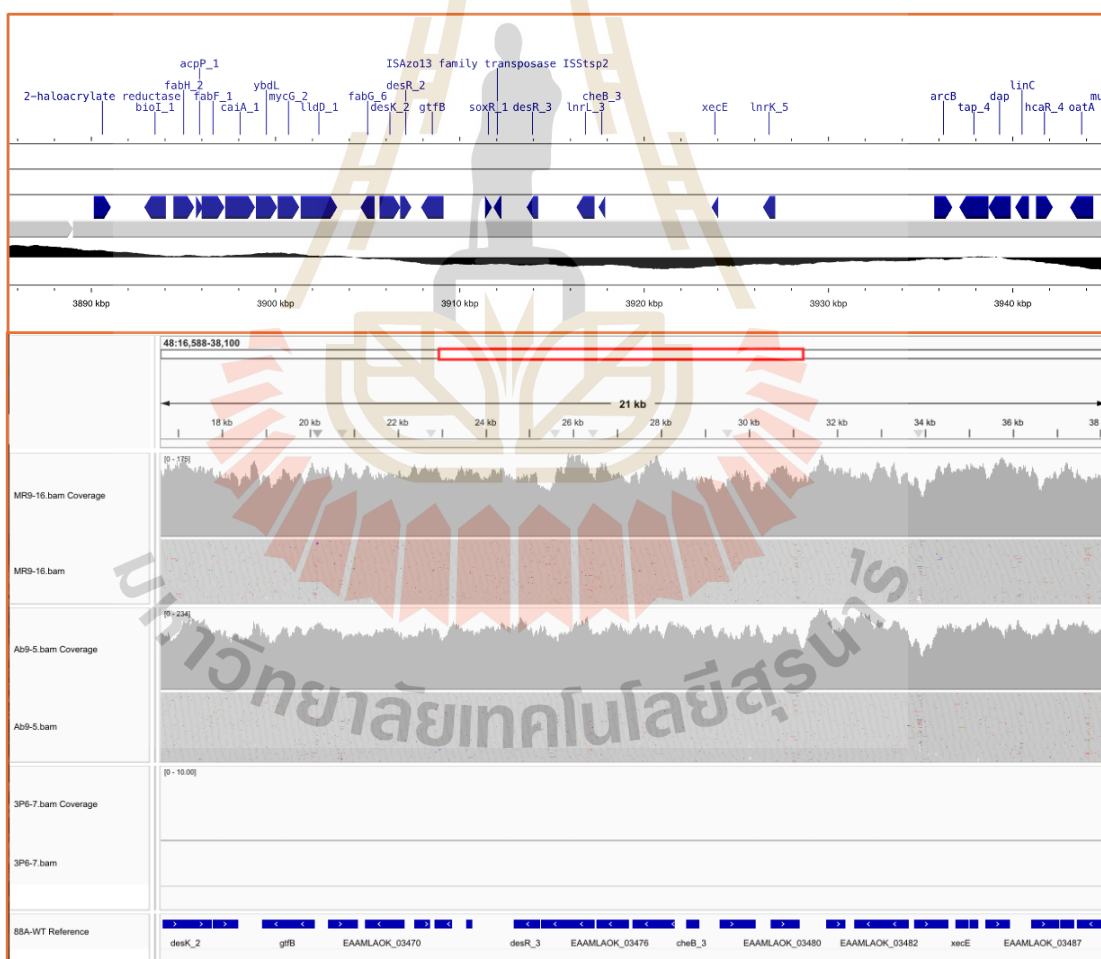 acpP_1 ISAzo13 family transposase ISStsp2
fabH_2 ybdL desR_2 cheB_3 linC
2-haloacrylate reductase fabF_1 mycG_2 fabG_6 gtfB soxR_1 desR_3 xecE lnrK_5 arcB dap hcaR_4
bioI_1 caiA_1 lldD_1 desK_2 lnrL_3 tap_4 oatA
3890 kbp 3900 kbp 3910 kbp 3920 kbp 3930 kbp 3940 kbp
48:16,588-38,100
21 kb
18 kb 20 kb 22 kb 24 kb 26 kb 28 kb 30 kb 32 kb 34 kb 36 kb 38
[0 - 175]
MR9-16.bam Coverage
MR9-16.bam
[0 - 234]
Ab9-5.bam Coverage
Ab9-5.bam
มหาวิทยาลัยเทคโนโลยีสุรนารี
[0 - 10.00]
3P6-7.bam Coverage
3P6-7.bam
88A-WT Reference
desK_2 gtfB EAAMLAOK_03470 desR_3 EAAMLAOK_03476 cheB_3 EAAMLAOK_03480 EAAMLAOK_03482 xecE EAAMLAOK_03487